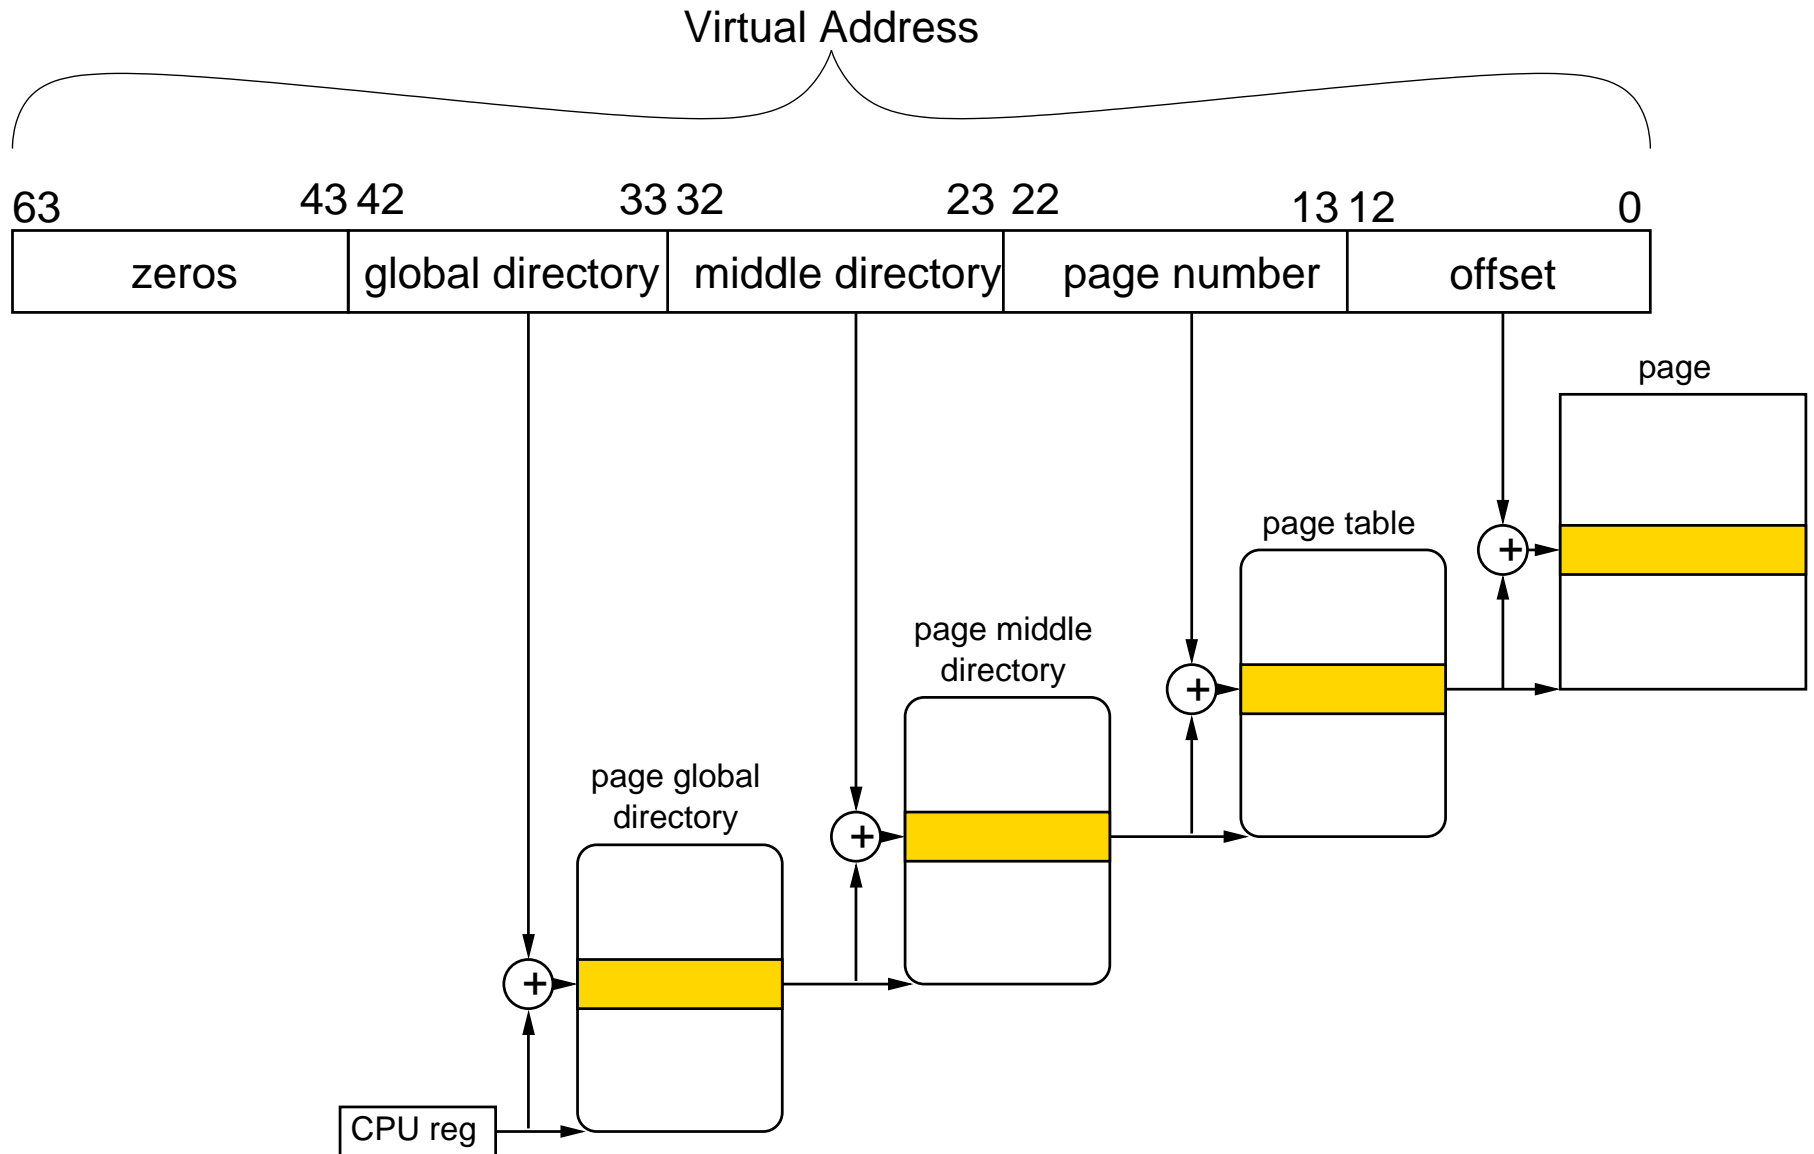 Virtual Address
63 43 42 33 32 23 22 13 12 0
zeros global directory middle directory page number offset
page
+
page table
+
page middle
directory
+
page global
directory
+
CPU reg